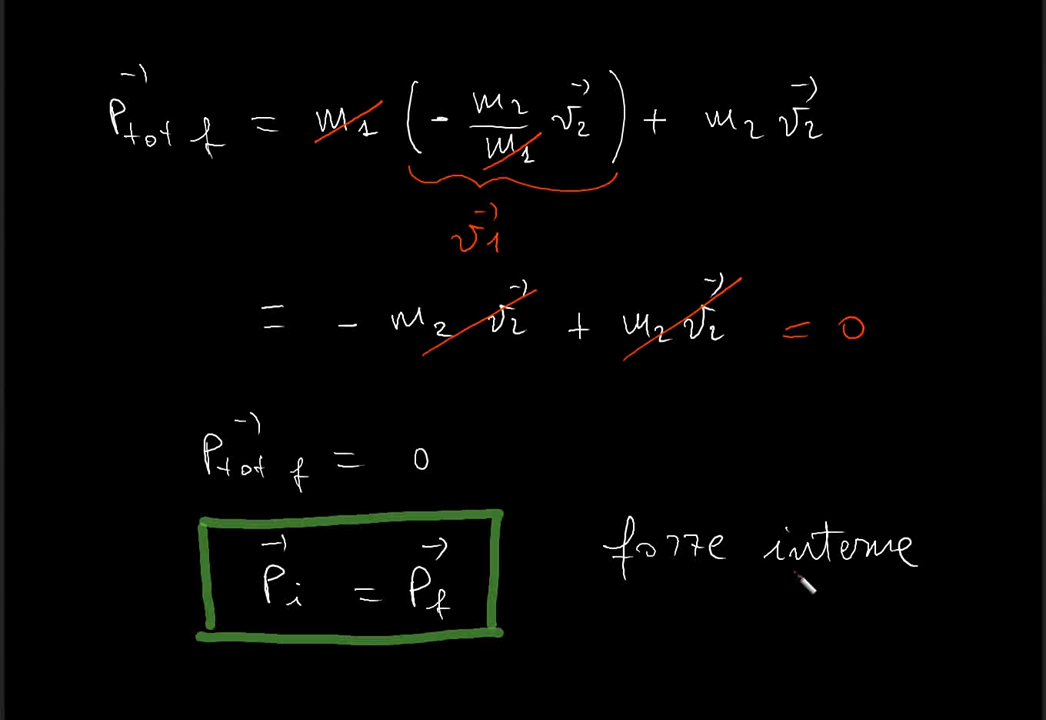 P⃗tot f = m1 (- m2/m1 v⃗2) + m2 v⃗2
v⃗1
= - m2 v⃗2 + m2 v⃗2 = 0
P⃗tot f = 0
P⃗i = P⃗f
forze interne